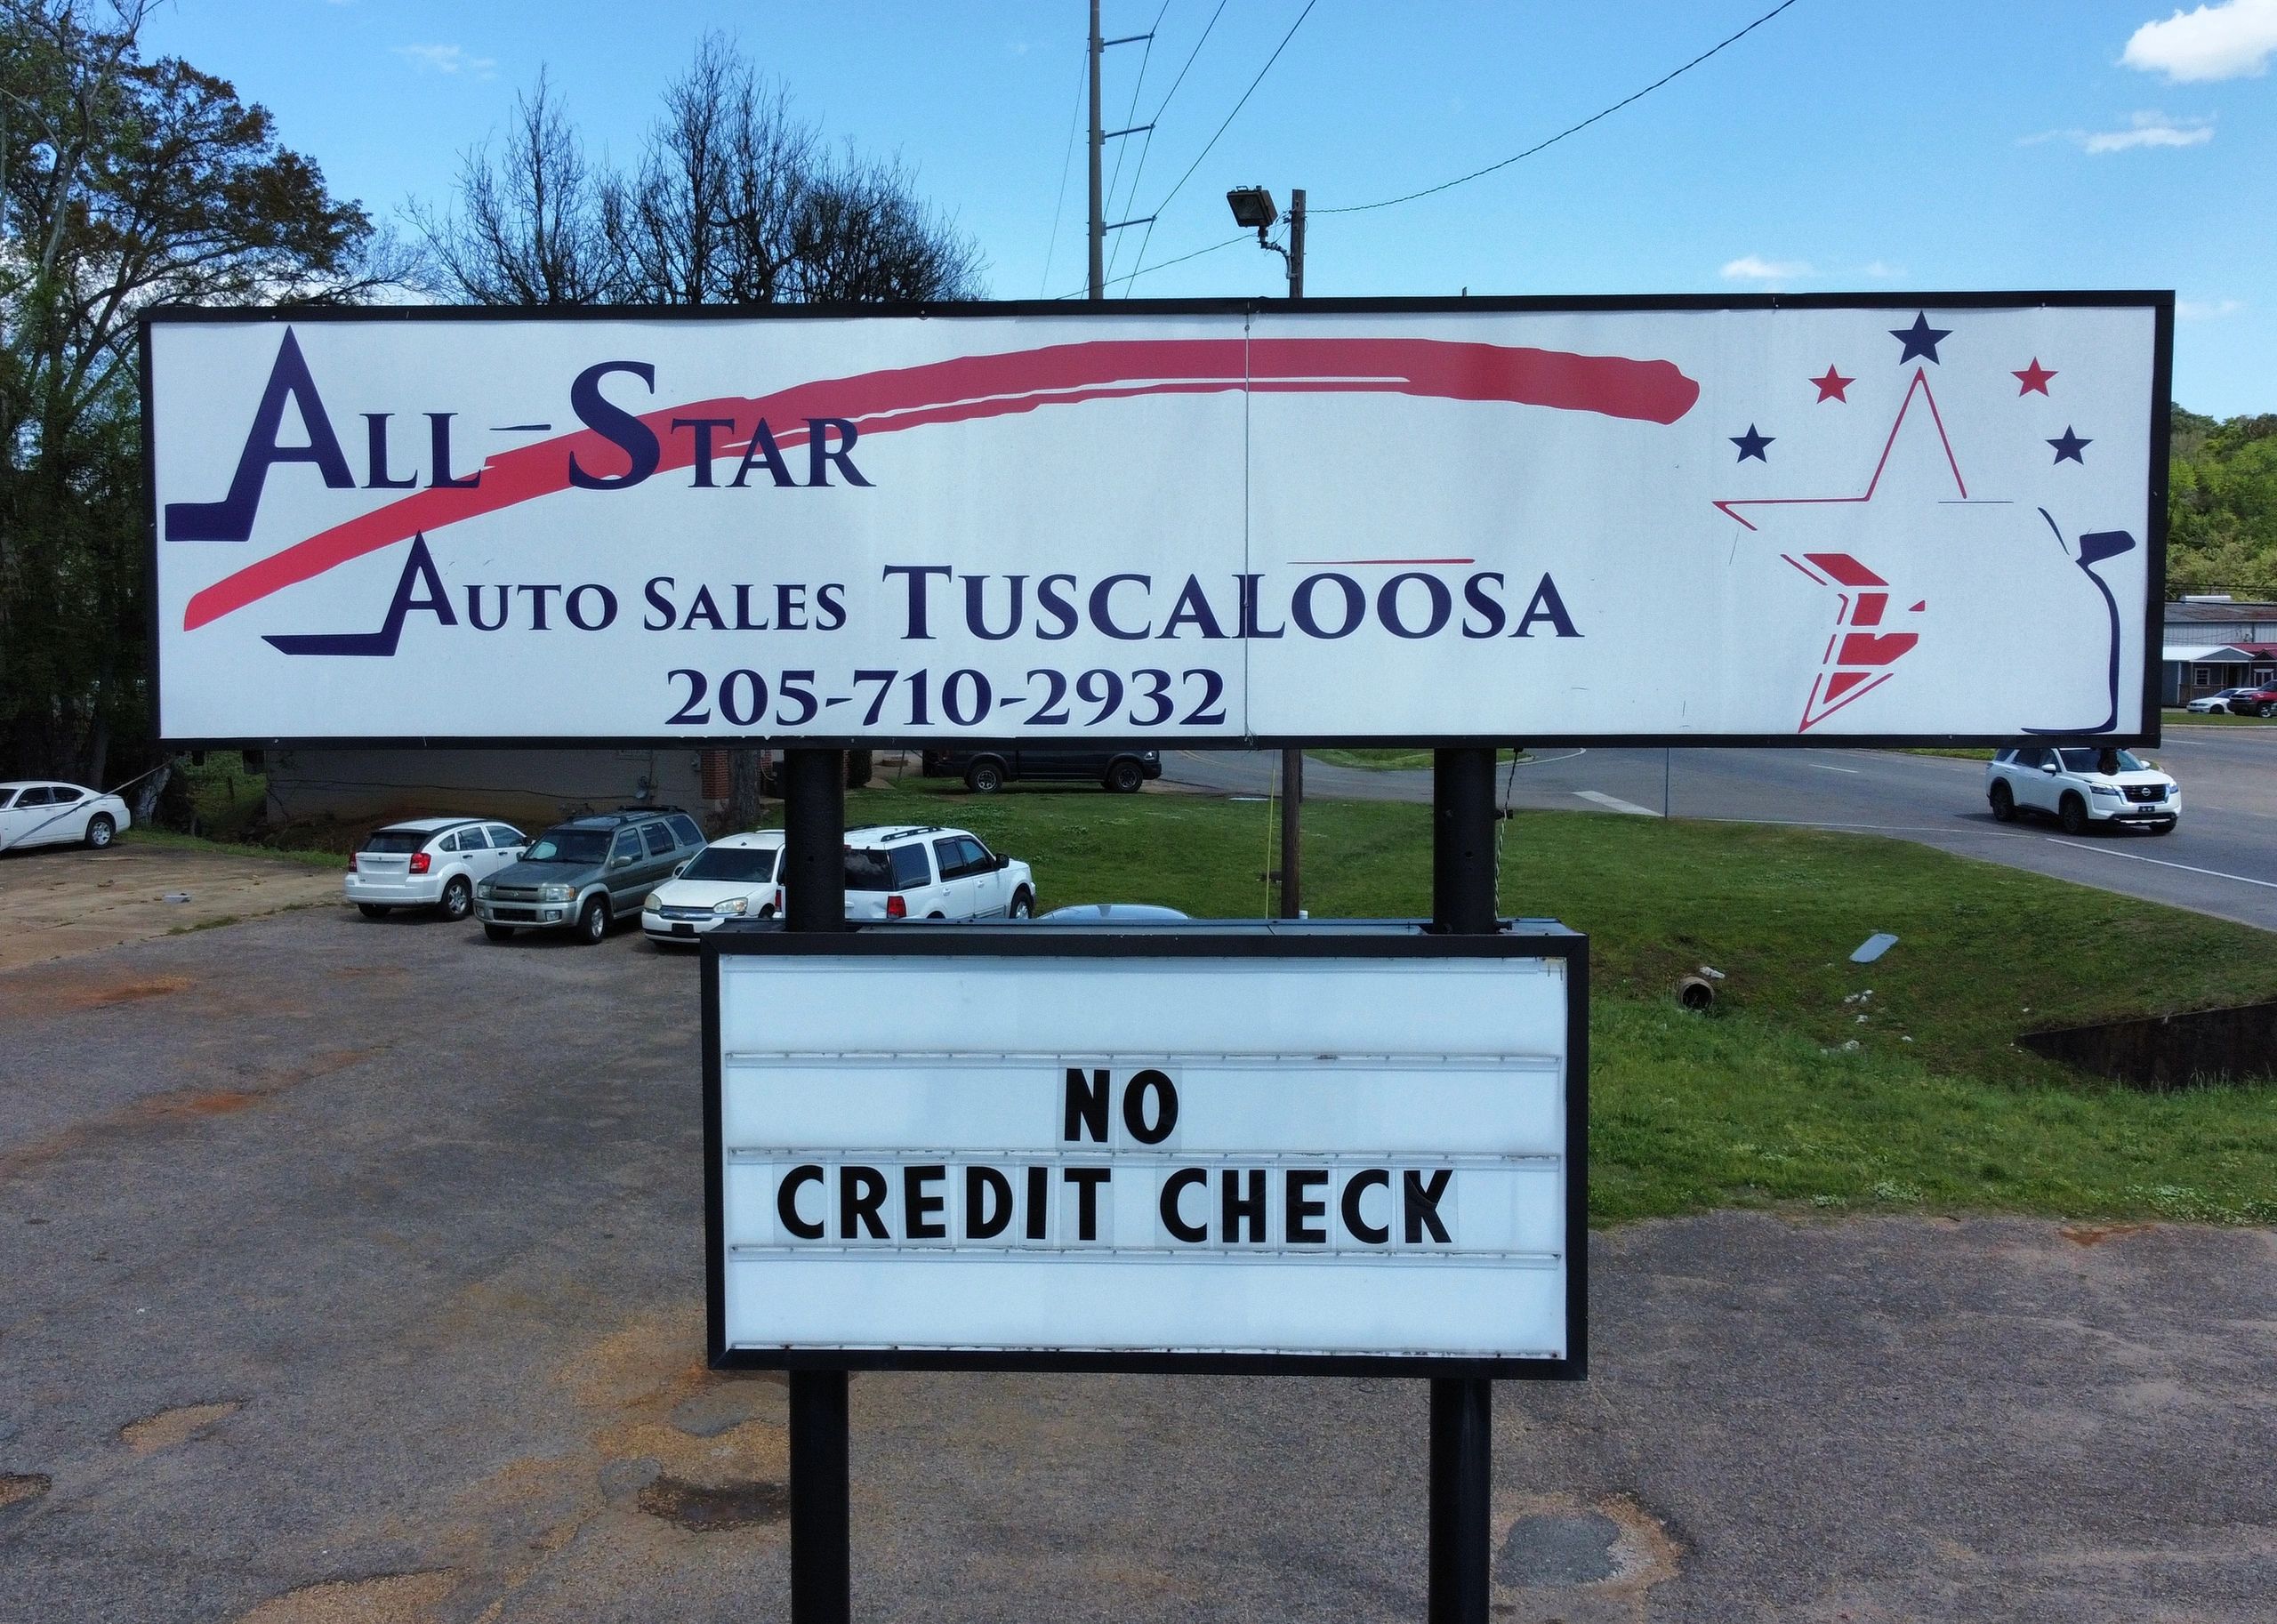 ALL-STAR
AUTO SALES TUSCALOOSA
205-710-2932
NO
CREDIT CHECK